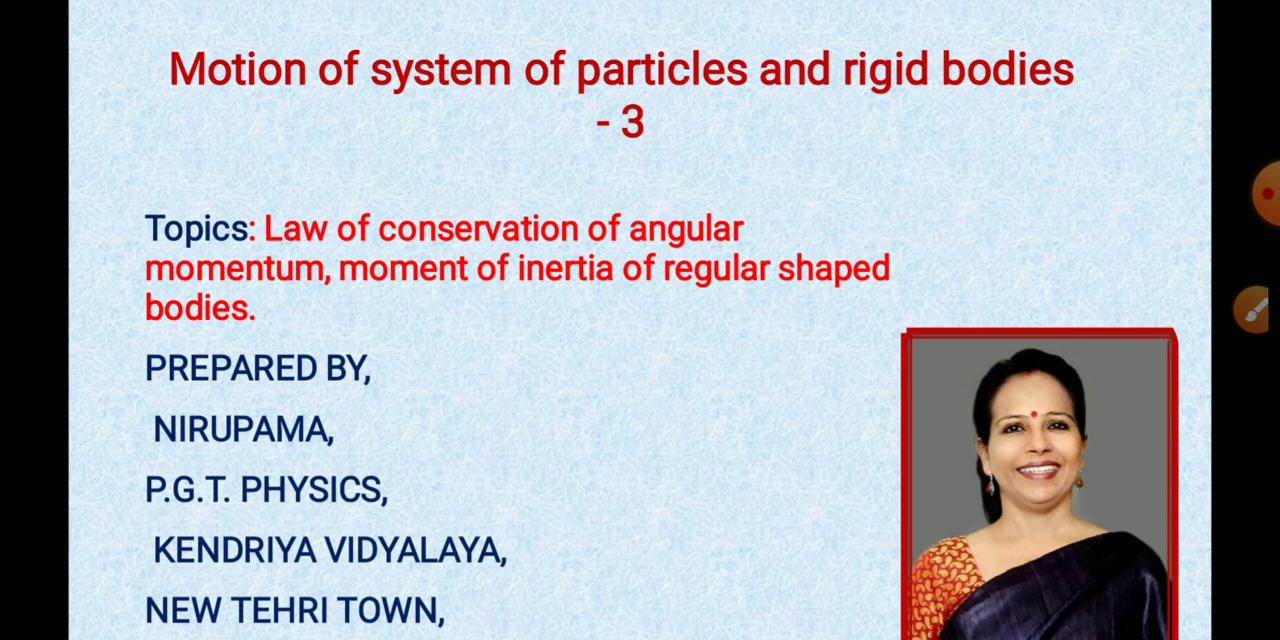 Motion of system of particles and rigid bodies
- 3
Topics: Law of conservation of angular
momentum, moment of inertia of regular shaped
bodies.
PREPARED BY,
NIRUPAMA,
P.G.T. PHYSICS,
KENDRIYA VIDYALAYA,
NEW TEHRI TOWN,